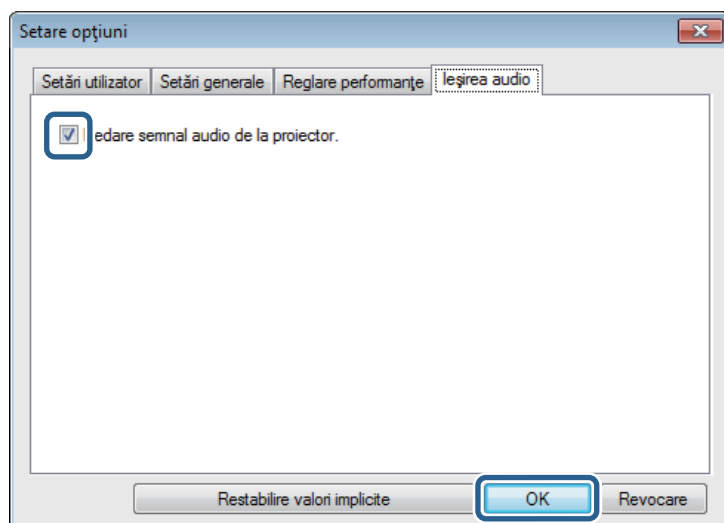 Setare opţiuni
Setări utilizator Setări generale Reglare performanţe Ieşirea audio
edare semnal audio de la proiector.
Restabilire valori implicite OK Revocare